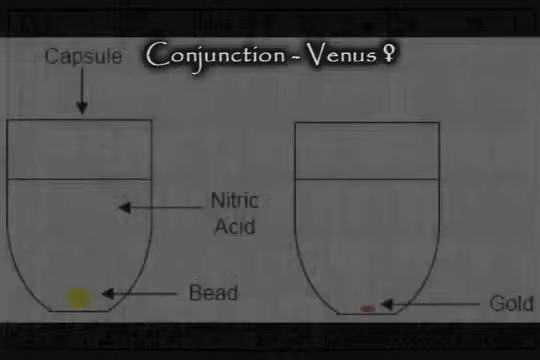 Conjunction - Venus ♀
Capsule
Nitric
Acid
Bead
Gold